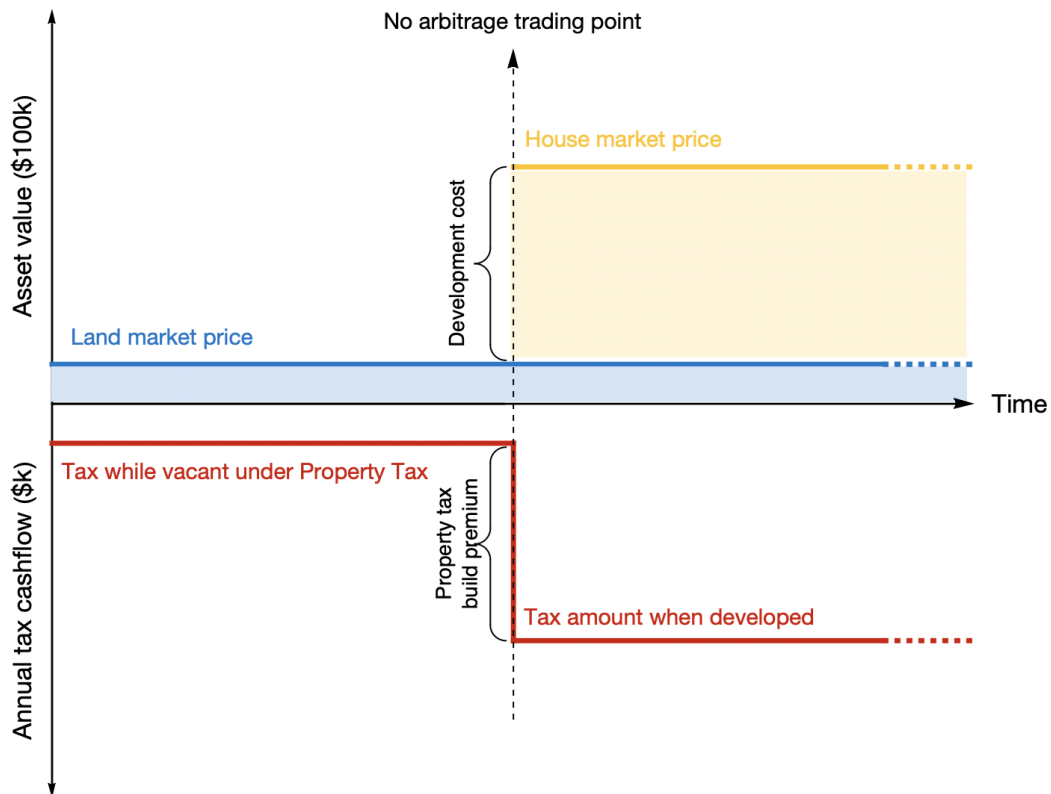 No arbitrage trading point
Asset value ($100k)
House market price
Development cost
Land market price
Time
Tax while vacant under Property Tax
Annual tax cashflow ($k)
Property tax
build premium
Tax amount when developed